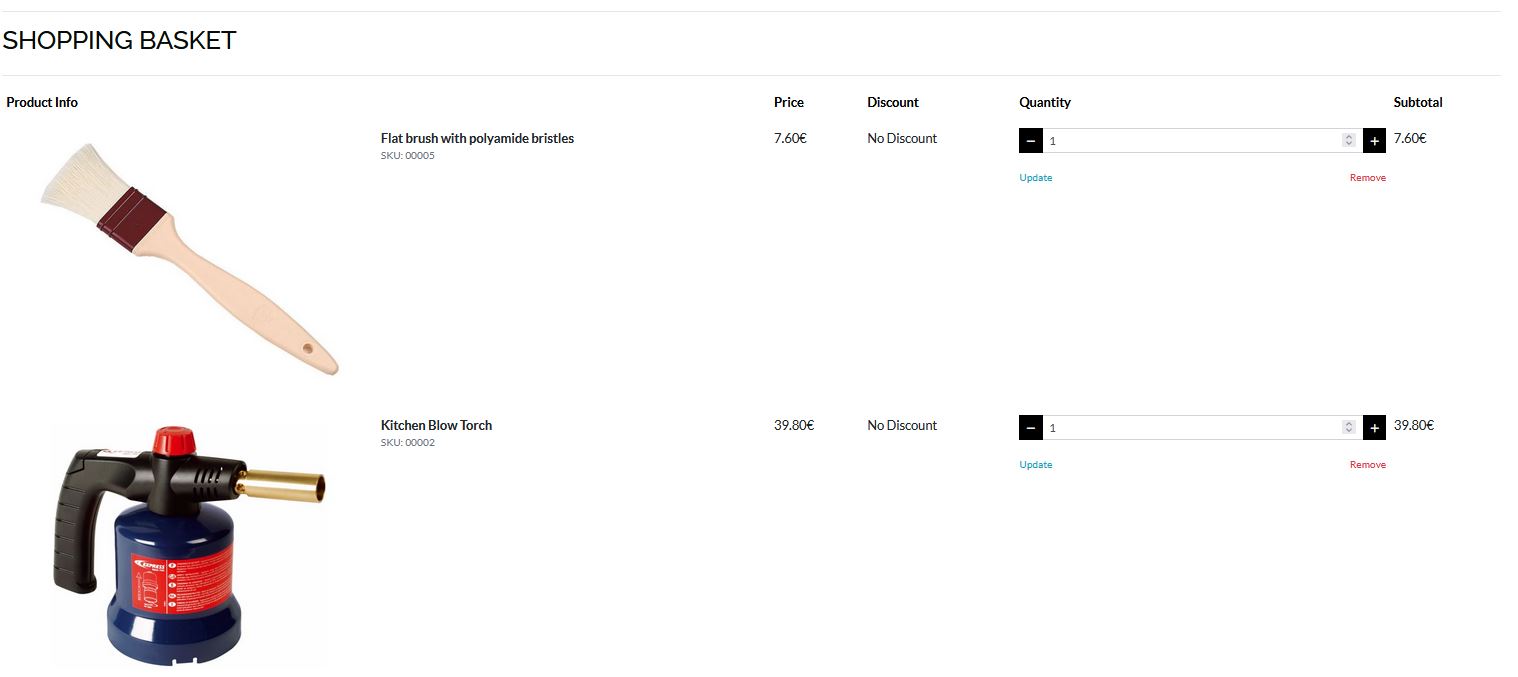 SHOPPING BASKET
Product Info Price Discount Quantity Subtotal
Flat brush with polyamide bristles 7.60€ No Discount − 1 + 7.60€
SKU: 00005
Update Remove
Kitchen Blow Torch 39.80€ No Discount − 1 + 39.80€
SKU: 00002
Update Remove
EXPRESS